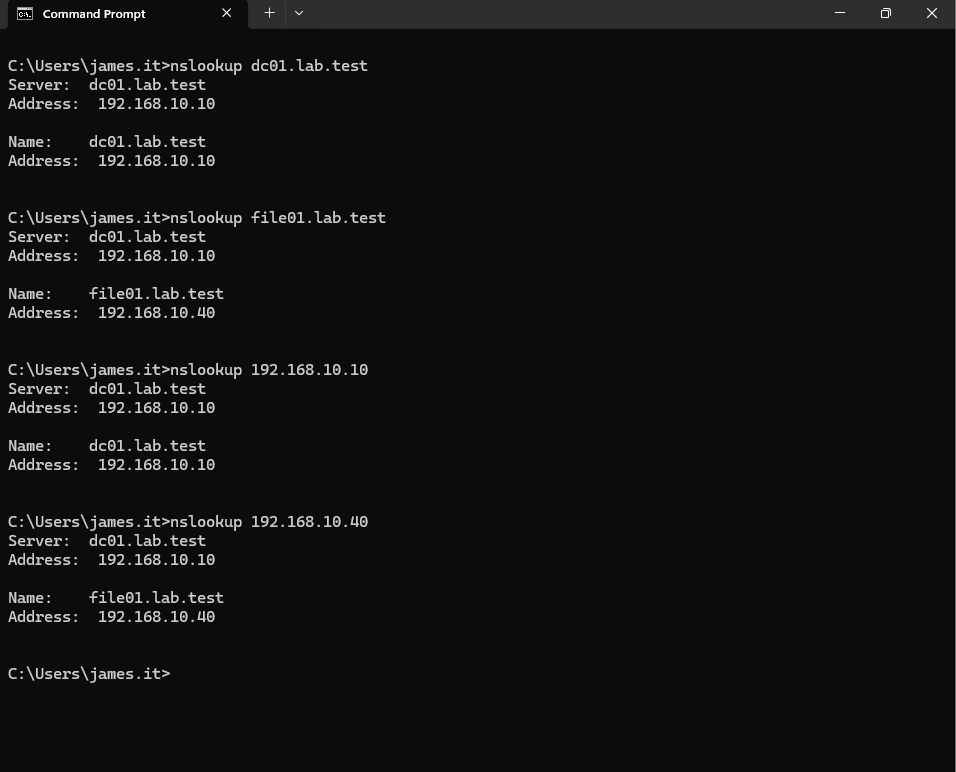 Command Prompt
C:\Users\james.it>nslookup dc01.lab.test
Server:  dc01.lab.test
Address:  192.168.10.10
Name:    dc01.lab.test
Address:  192.168.10.10
C:\Users\james.it>nslookup file01.lab.test
Server:  dc01.lab.test
Address:  192.168.10.10
Name:    file01.lab.test
Address:  192.168.10.40
C:\Users\james.it>nslookup 192.168.10.10
Server:  dc01.lab.test
Address:  192.168.10.10
Name:    dc01.lab.test
Address:  192.168.10.10
C:\Users\james.it>nslookup 192.168.10.40
Server:  dc01.lab.test
Address:  192.168.10.10
Name:    file01.lab.test
Address:  192.168.10.40
C:\Users\james.it>